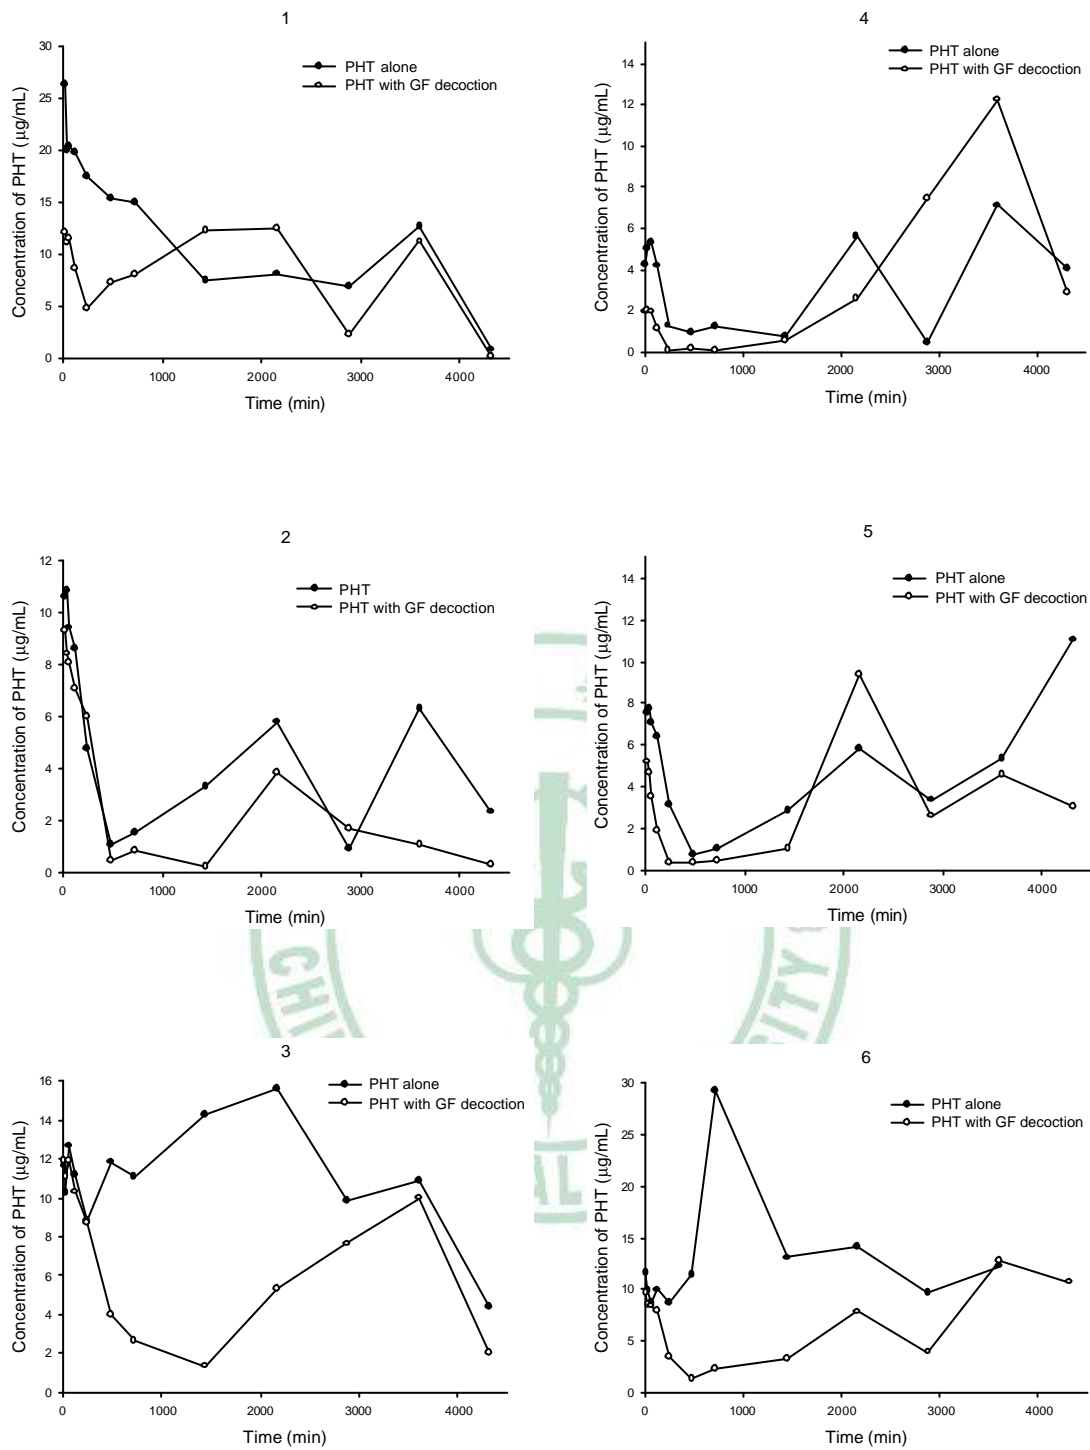 1
PHT alone
PHT with GF decoction
Concentration of PHT (µg/mL)
30
25
20
15
10
5
0
0 1000 2000 3000 4000
Time (min)
4
PHT alone
PHT with GF decoction
Concentration of PHT (µg/mL)
14
12
10
8
6
4
2
0
0 1000 2000 3000 4000
Time (min)
2
PHT
PHT with GF decoction
Concentration of PHT (µg/mL)
12
10
8
6
4
2
0
0 1000 2000 3000 4000
Time (min)
5
PHT alone
PHT with GF decoction
Concentration of PHT (µg/mL)
14
12
10
8
6
4
2
0
0 1000 2000 3000 4000
Time (min)
3
PHT alone
PHT with GF decoction
Concentration of PHT (µg/mL)
16
14
12
10
8
6
4
2
0
0 1000 2000 3000 4000
Time (min)
6
PHT alone
PHT with GF decoction
Concentration of PHT (µg/mL)
30
25
20
15
10
5
0
0 1000 2000 3000 4000
Time (min)